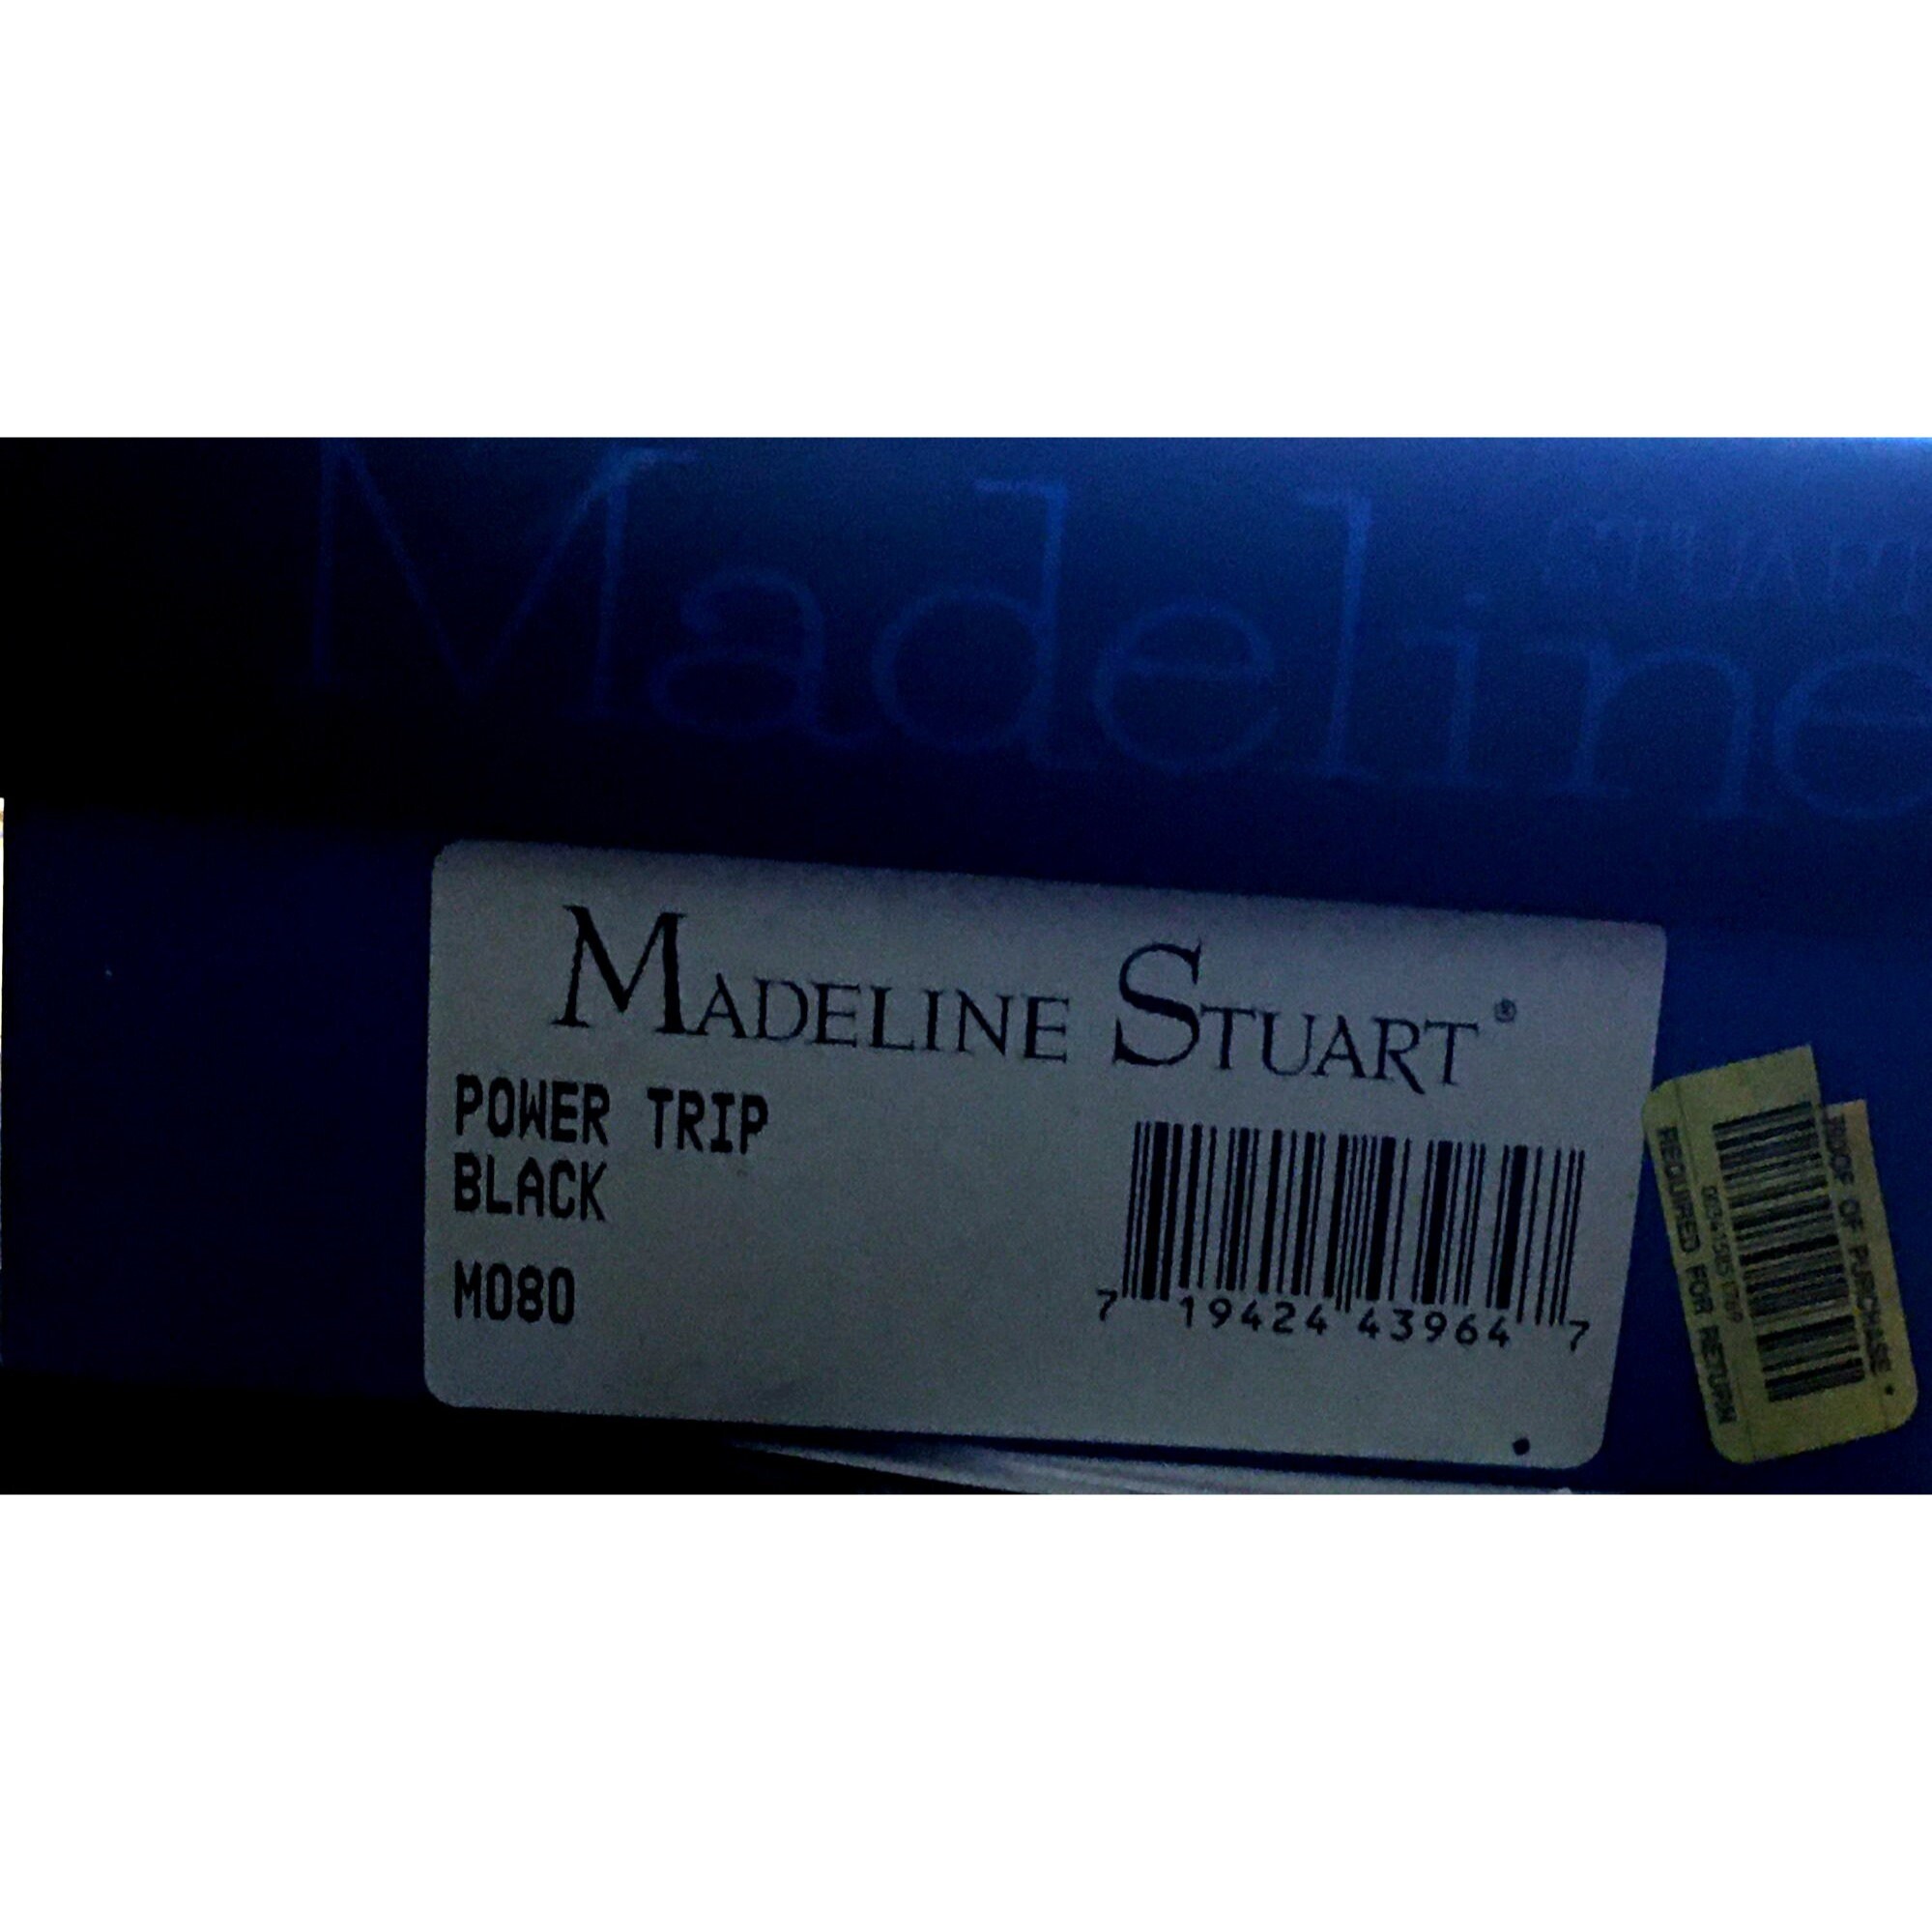 Madeline
MADELINE STUART®
POWER TRIP
BLACK
M080
7 19424 43964 7
PROOF OF PURCHASE
REQUIRED FOR RETURN